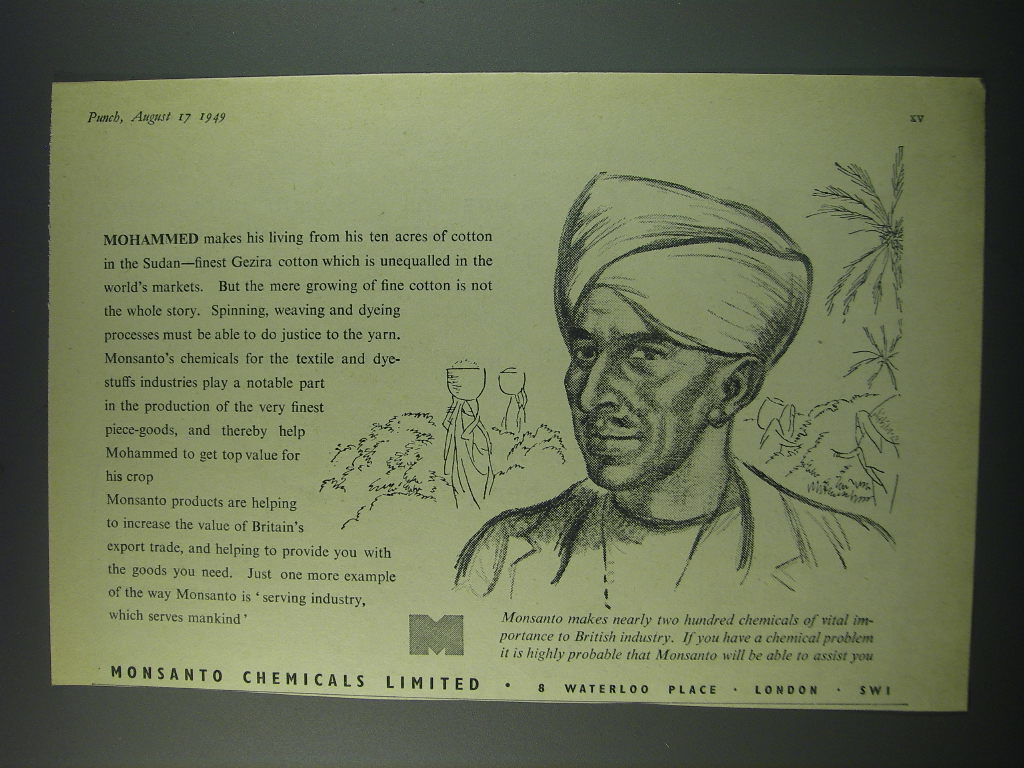 Punch, August 17 1949
xv
MOHAMMED makes his living from his ten acres of cotton
in the Sudan—finest Gezira cotton which is unequalled in the
world's markets. But the mere growing of fine cotton is not
the whole story. Spinning, weaving and dyeing
processes must be able to do justice to the yarn.
Monsanto's chemicals for the textile and dye-
stuffs industries play a notable part
in the production of the very finest
piece-goods, and thereby help
Mohammed to get top value for
his crop
Monsanto products are helping
to increase the value of Britain's
export trade, and helping to provide you with
the goods you need. Just one more example
of the way Monsanto is ‘serving industry,
which serves mankind’
M
Monsanto makes nearly two hundred chemicals of vital im-
portance to British industry. If you have a chemical problem
it is highly probable that Monsanto will be able to assist you
MONSANTO CHEMICALS LIMITED · 8 WATERLOO PLACE · LONDON · SW1